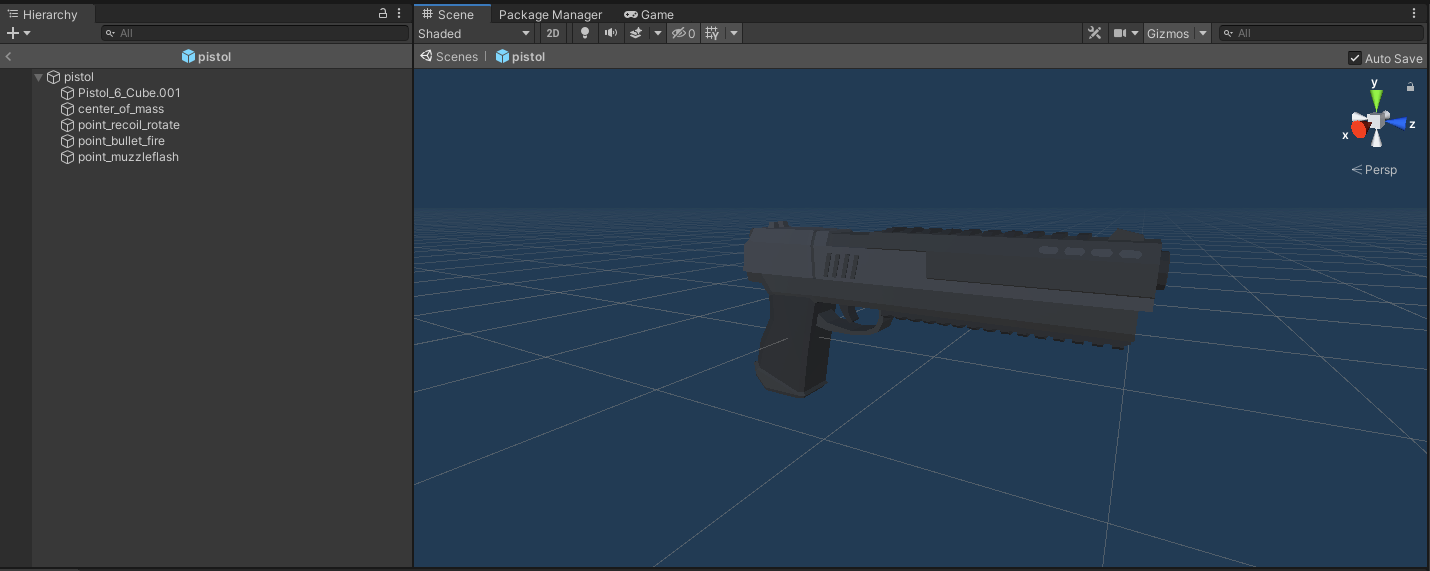 Hierarchy
All
pistol
pistol
Pistol_6_Cube.001
center_of_mass
point_recoil_rotate
point_bullet_fire
point_muzzleflash
Scene Package Manager Game
Shaded 2D 0 Gizmos All
Scenes pistol Auto Save
y
x z
Persp